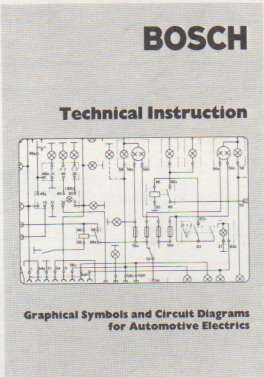 BOSCH
Technical Instruction
Graphical Symbols and Circuit Diagrams
for Automotive Electrics